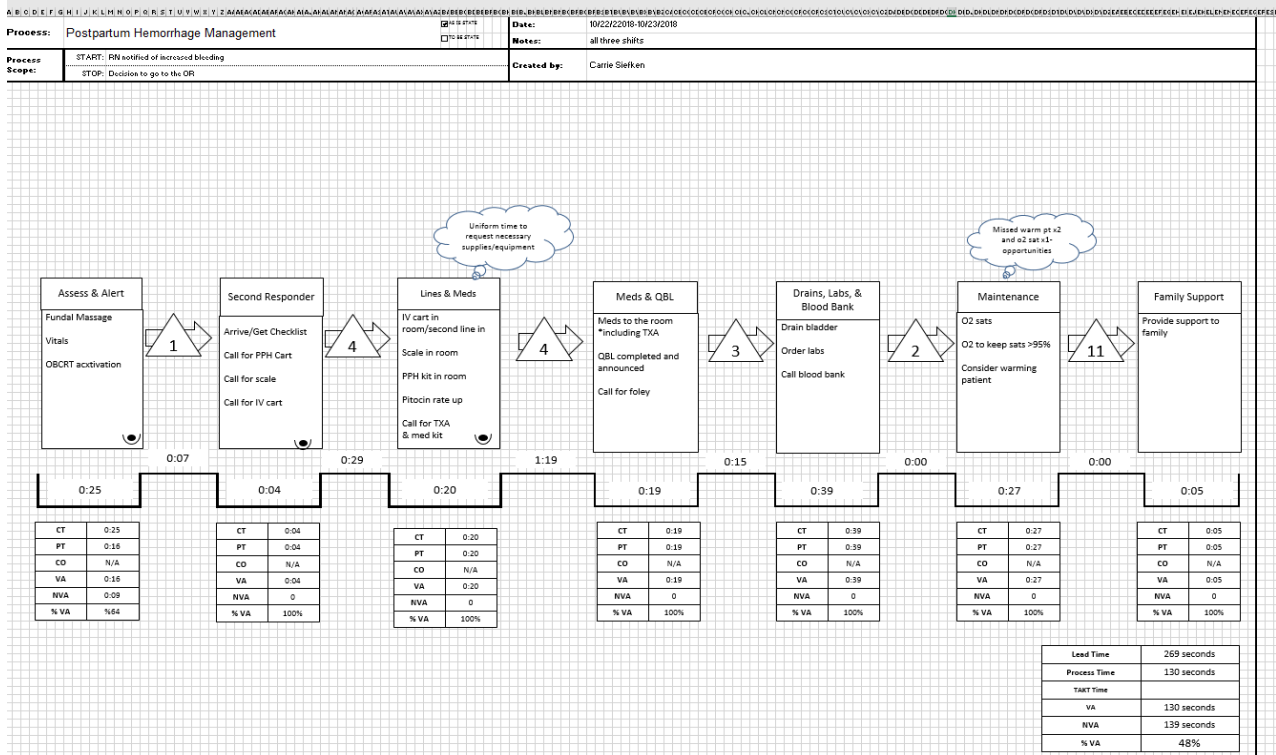 Process:
Postpartum Hemorrhage Management
AS IS STATE
TO BE STATE
Date:
10/22/22018-10/23/2018
Notes:
all three shifts
Process
Scope:
START: RN notified of increased bleeding
STOP: Decision to go to the OR
Created by:
Carrie Siefken
Uniform time to
request necessary
supplies/equipment
Missed warm pt x2
and o2 sat x1-
opportunities
Assess & Alert
Fundal Massage
Vitals
OBCRT acxtivation
1
Second Responder
Arrive/Get Checklist
Call for PPH Cart
Call for scale
Call for IV cart
4
Lines & Meds
IV cart in
room/second line in
Scale in room
PPH kit in room
Pitocin rate up
Call for TXA
& med kit
4
Meds & QBL
Meds to the room
*including TXA
QBL completed and
announced
Call for foley
3
Drains, Labs, &
Blood Bank
Drain bladder
Order labs
Call blood bank
2
Maintenance
O2 sats
O2 to keep sats >95%
Consider warming
patient
11
Family Support
Provide support to
family
0:07
0:29
1:19
0:15
0:00
0:00
0:25
0:04
0:20
0:19
0:39
0:27
0:05
CT 0:25
PT 0:16
CO N/A
VA 0:16
NVA 0:09
% VA %64
CT 0:04
PT 0:04
CO N/A
VA 0:04
NVA 0
% VA 100%
CT 0:20
PT 0:20
CO N/A
VA 0:20
NVA 0
% VA 100%
CT 0:19
PT 0:19
CO N/A
VA 0:19
NVA 0
% VA 100%
CT 0:39
PT 0:39
CO N/A
VA 0:39
NVA 0
% VA 100%
CT 0:27
PT 0:27
CO N/A
VA 0:27
NVA 0
% VA 100%
CT 0:05
PT 0:05
CO N/A
VA 0:05
NVA 0
% VA 100%
Lead Time 269 seconds
Process Time 130 seconds
TAKT Time
VA 130 seconds
NVA 139 seconds
% VA 48%